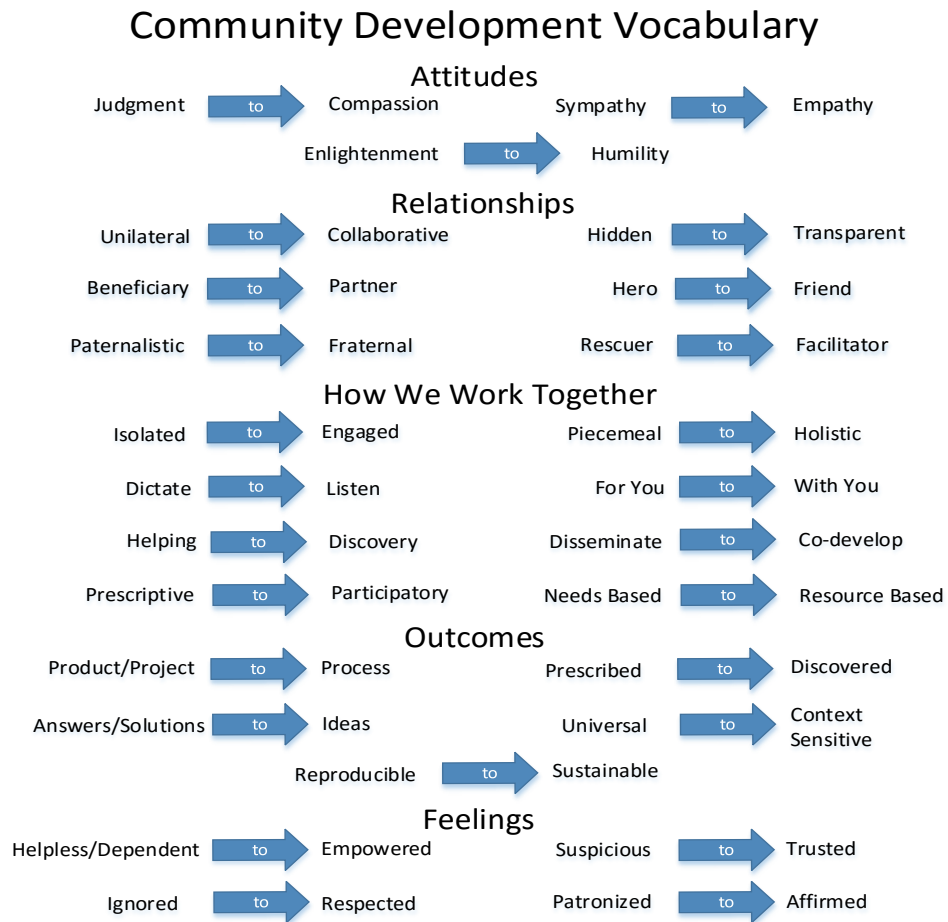 Community Development Vocabulary
Attitudes
Judgment to Compassion Sympathy to Empathy
Enlightenment to Humility
Relationships
Unilateral to Collaborative Hidden to Transparent
Beneficiary to Partner Hero to Friend
Paternalistic to Fraternal Rescuer to Facilitator
How We Work Together
Isolated to Engaged Piecemeal to Holistic
Dictate to Listen For You to With You
Helping to Discovery Disseminate to Co-develop
Prescriptive to Participatory Needs Based to Resource Based
Outcomes
Product/Project to Process Prescribed to Discovered
Answers/Solutions to Ideas Universal to Context
Sensitive
Reproducible to Sustainable
Feelings
Helpless/Dependent to Empowered Suspicious to Trusted
Ignored to Respected Patronized to Affirmed